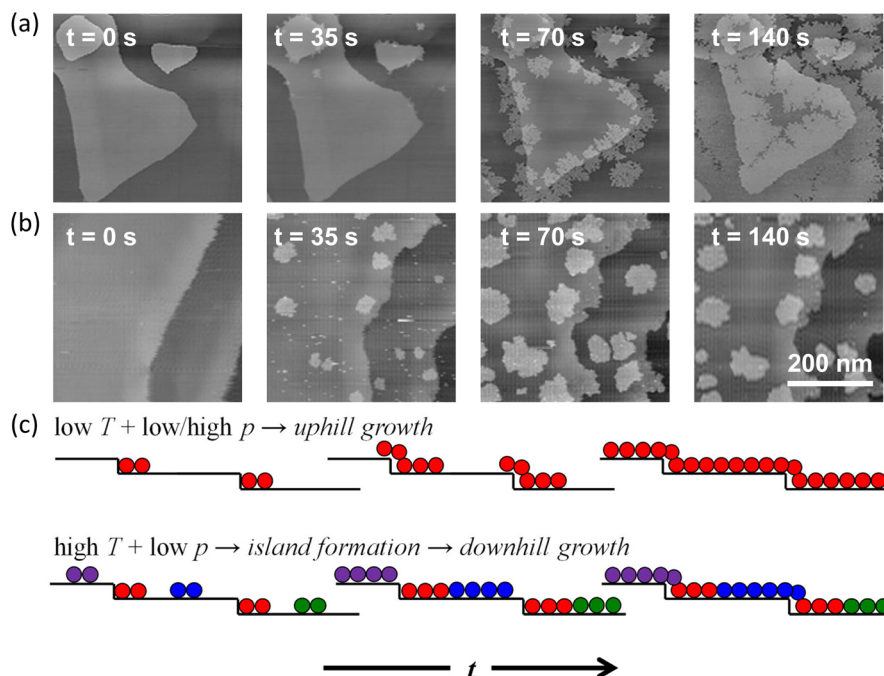 (a)
t = 0 s
t = 35 s
t = 70 s
t = 140 s
(b)
t = 0 s
t = 35 s
t = 70 s
t = 140 s
200 nm
(c)
low T + low/high p → uphill growth
high T + low p → island formation → downhill growth
t